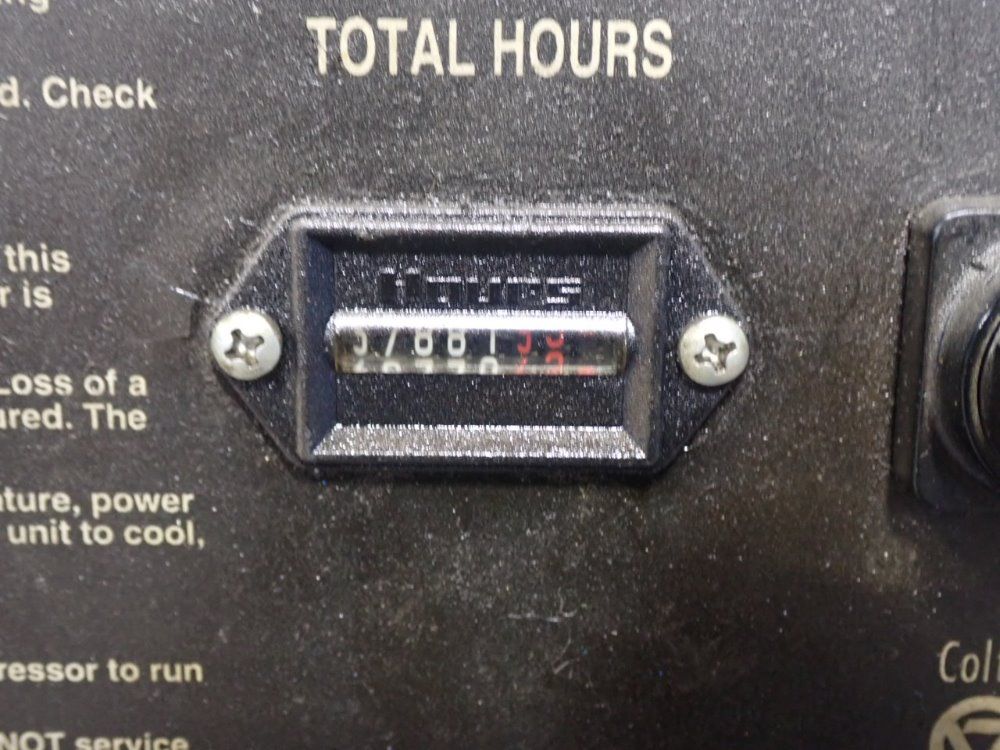 TOTAL HOURS
d. Check
this
r is
Hours
Loss of a
ured. The
ature, power
unit to cool,
ressor to run
NOT service